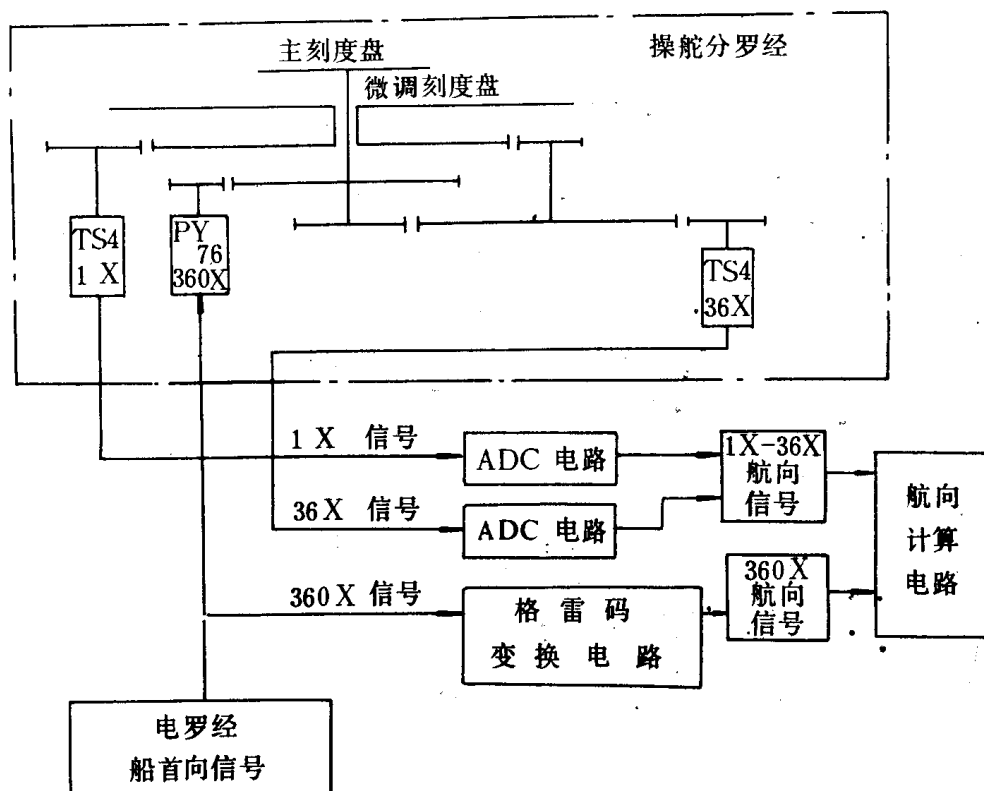 操舵分罗经
主刻度盘
微调刻度盘
TS4
1 X
PY
76
360X
TS4
36X
1 X 信号
ADC 电路
1X-36X
航向
信号
36X 信号
ADC 电路
航向
计算
电路
360X 信号
格 雷 码
变 换 电 路
360X
航向
信号
电罗经
船首向信号